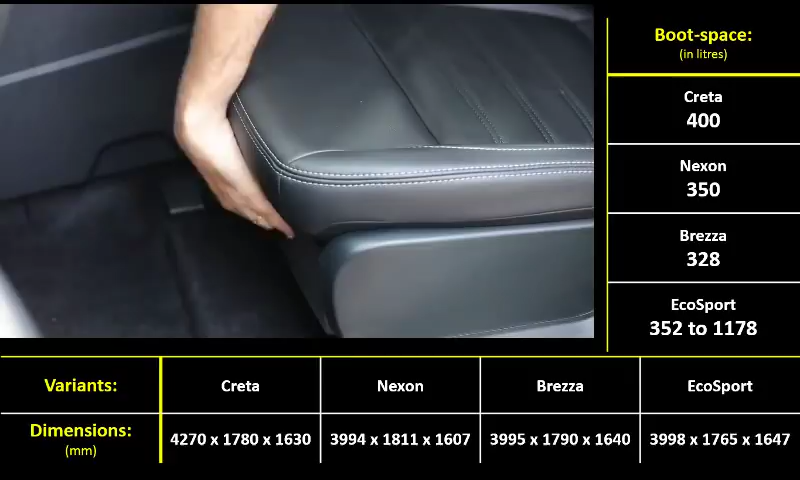 Boot-space:
(in litres)
Creta
400
Nexon
350
Brezza
328
EcoSport
352 to 1178
Variants: Creta Nexon Brezza EcoSport
Dimensions: (mm) 4270 x 1780 x 1630 3994 x 1811 x 1607 3995 x 1790 x 1640 3998 x 1765 x 1647